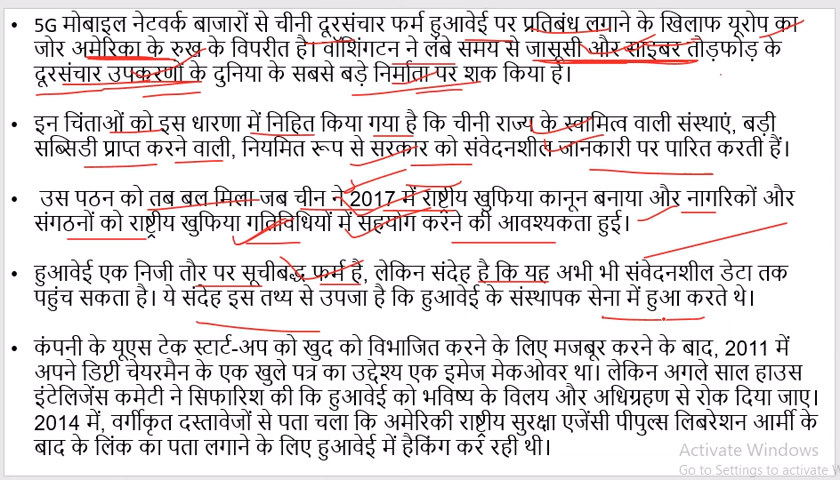 • 5G मोबाइल नेटवर्क बाजारों से चीनी दूरसंचार फर्म हुआवेई पर प्रतिबंध लगाने के खिलाफ यूरोप का
जोर अमेरिका के रुख के विपरीत है। वॉशिंगटन ने लंबे समय से जासूसी और साइबर तोड़फोड़ के
दूरसंचार उपकरणों के दुनिया के सबसे बड़े निर्माता पर शक किया है।
• इन चिंताओं को इस धारणा में निहित किया गया है कि चीनी राज्य के स्वामित्व वाली संस्थाएं, बड़ी
सब्सिडी प्राप्त करने वाली, नियमित रूप से सरकार को संवेदनशील जानकारी पर पारित करती हैं।
• उस पठन को तब बल मिला जब चीन ने 2017 में राष्ट्रीय खुफिया कानून बनाया और नागरिकों और
संगठनों को राष्ट्रीय खुफिया गतिविधियों में सहयोग करने की आवश्यकता हुई।
• हुआवेई एक निजी तौर पर सूचीबद्ध फर्म है, लेकिन संदेह है कि यह अभी भी संवेदनशील डेटा तक
पहुंच सकता है। ये संदेह इस तथ्य से उपजा है कि हुआवेई के संस्थापक सेना में हुआ करते थे।
• कंपनी के यूएस टेक स्टार्ट-अप को खुद को विभाजित करने के लिए मजबूर करने के बाद, 2011 में
अपने डिप्टी चेयरमैन के एक खुले पत्र का उद्देश्य एक इमेज मेकओवर था। लेकिन अगले साल हाउस
इंटेलिजेंस कमेटी ने सिफारिश की कि हुआवेई को भविष्य के विलय और अधिग्रहण से रोक दिया जाए।
2014 में, वर्गीकृत दस्तावेजों से पता चला कि अमेरिकी राष्ट्रीय सुरक्षा एजेंसी पीपुल्स लिबरेशन आर्मी के
बाद के लिंक का पता लगाने के लिए हुआवेई में हैकिंग कर रही थी।
Activate Windows
Go to Settings to activate W